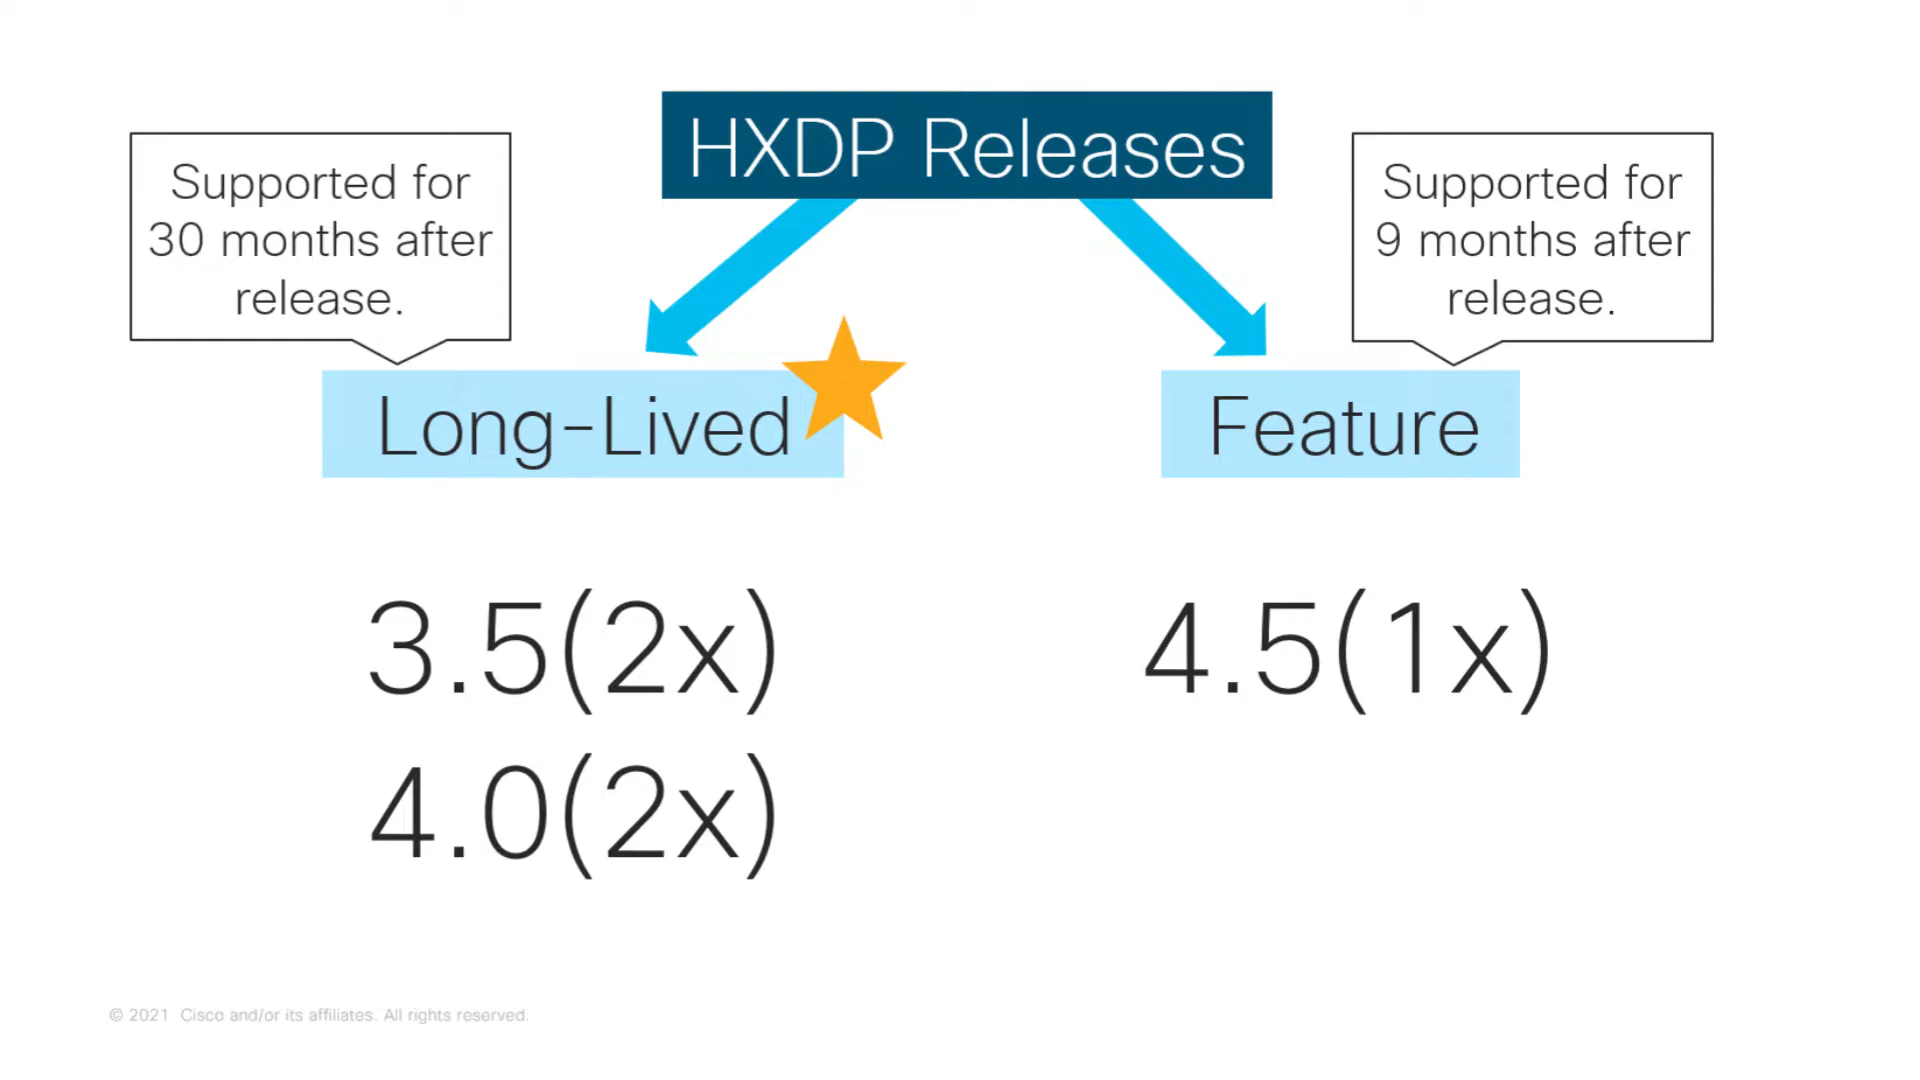 HXDP Releases
Supported for
30 months after
release.
Supported for
9 months after
release.
Long-Lived
Feature
3.5(2x)
4.5(1x)
4.0(2x)
© 2021 Cisco and/or its affiliates. All rights reserved.